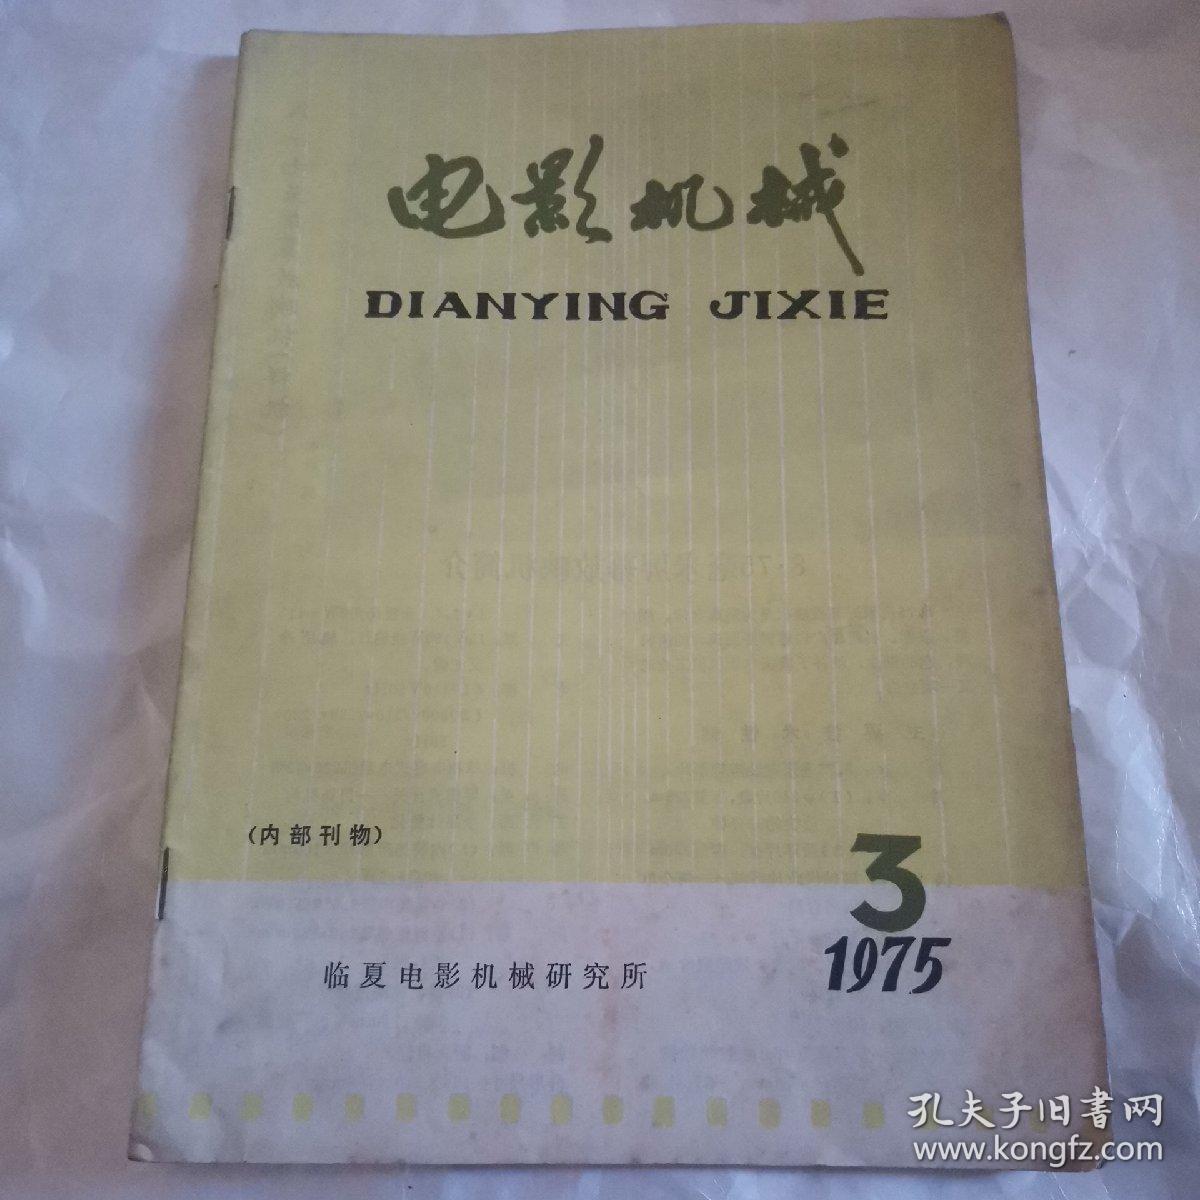 电影机械
DIANYING JIXIE
(内部刊物)
3
1975
临夏电影机械研究所
孔夫子旧書网
www.kongfz.com